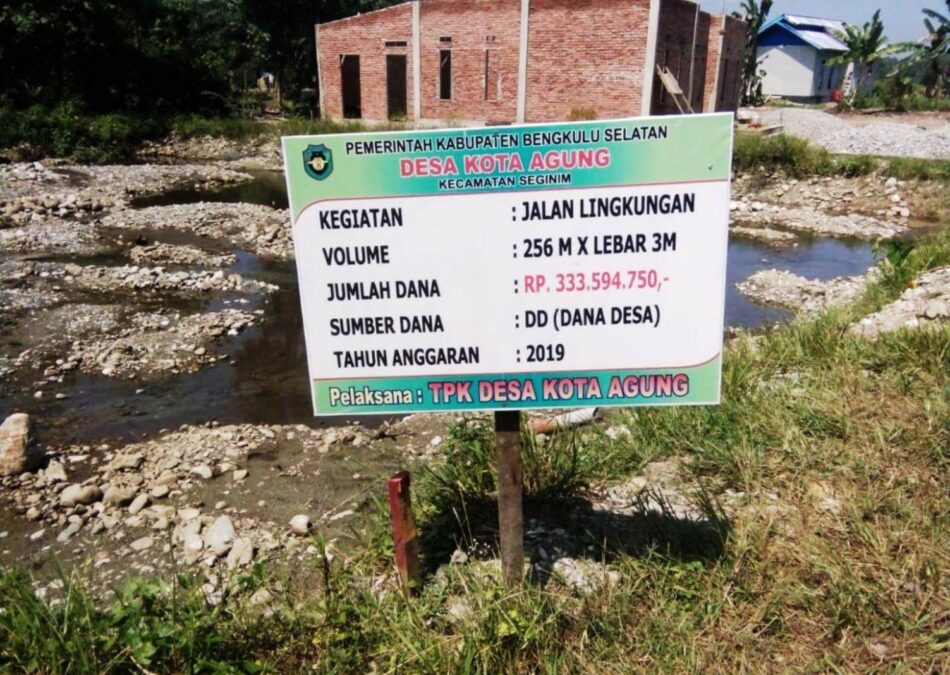 PEMERINTAH KABUPATEN BENGKULU SELATAN
DESA KOTA AGUNG
KECAMATAN SEGINIM
KEGIATAN : JALAN LINGKUNGAN
VOLUME : 256 M X LEBAR 3M
JUMLAH DANA : RP. 333.594.750,-
SUMBER DANA : DD (DANA DESA)
TAHUN ANGGARAN : 2019
Pelaksana : TPK DESA KOTA AGUNG